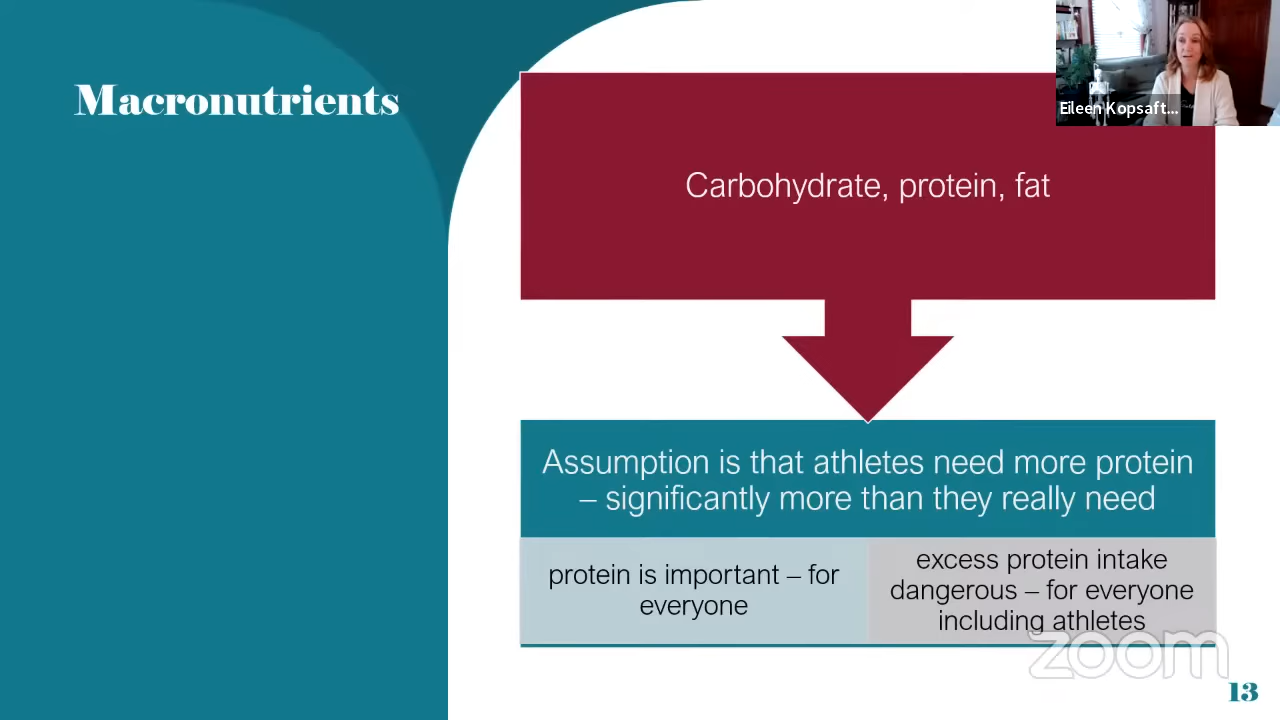 Macronutrients
Eileen Kopsaft...
Carbohydrate, protein, fat
Assumption is that athletes need more protein
– significantly more than they really need
protein is important – for
everyone
excess protein intake
dangerous – for everyone
including athletes
zoom
13